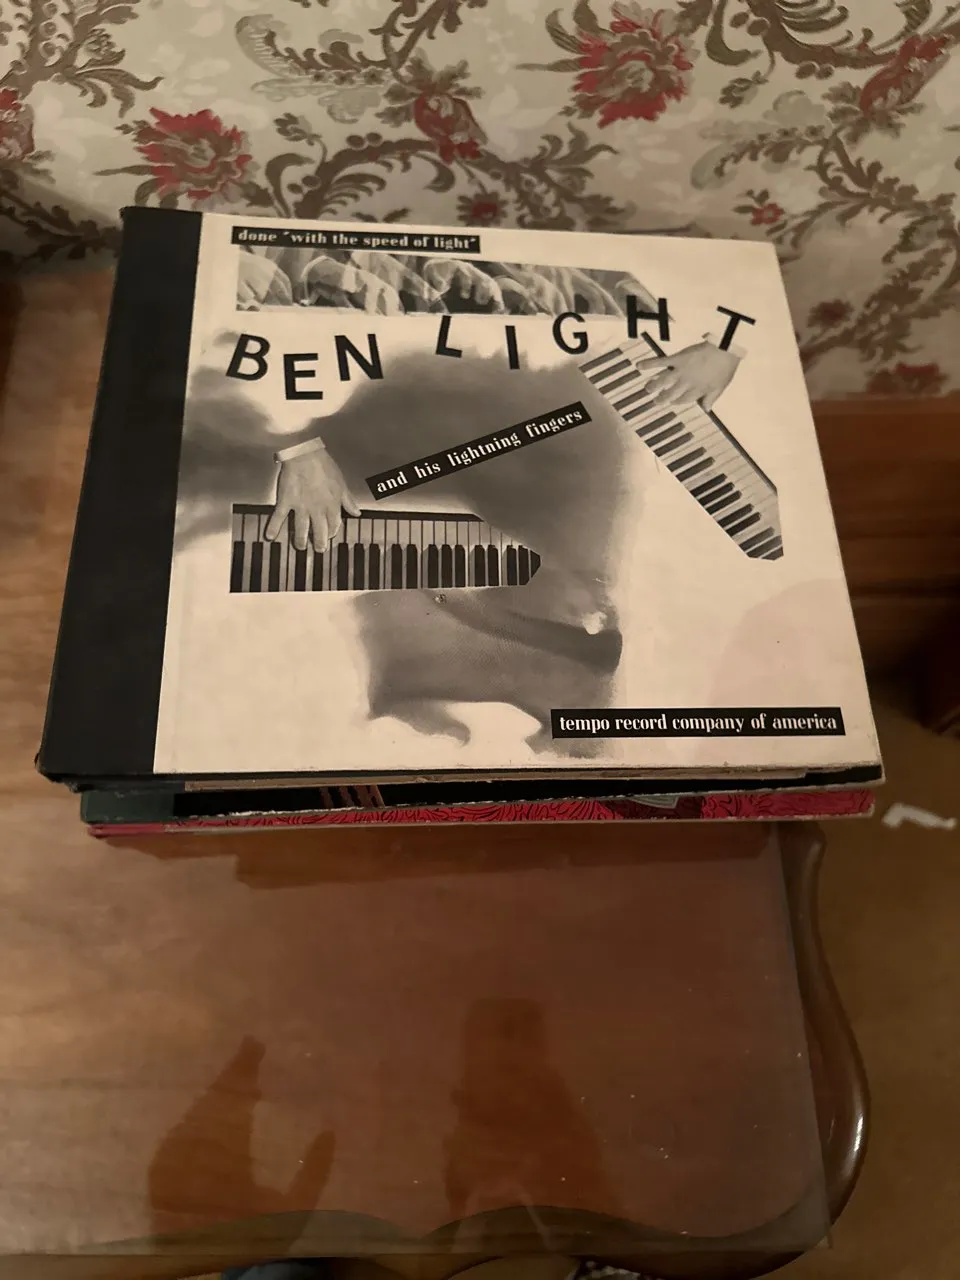 done "with the speed of light"
BEN LIGHT
and his lightning fingers
tempo record company of america